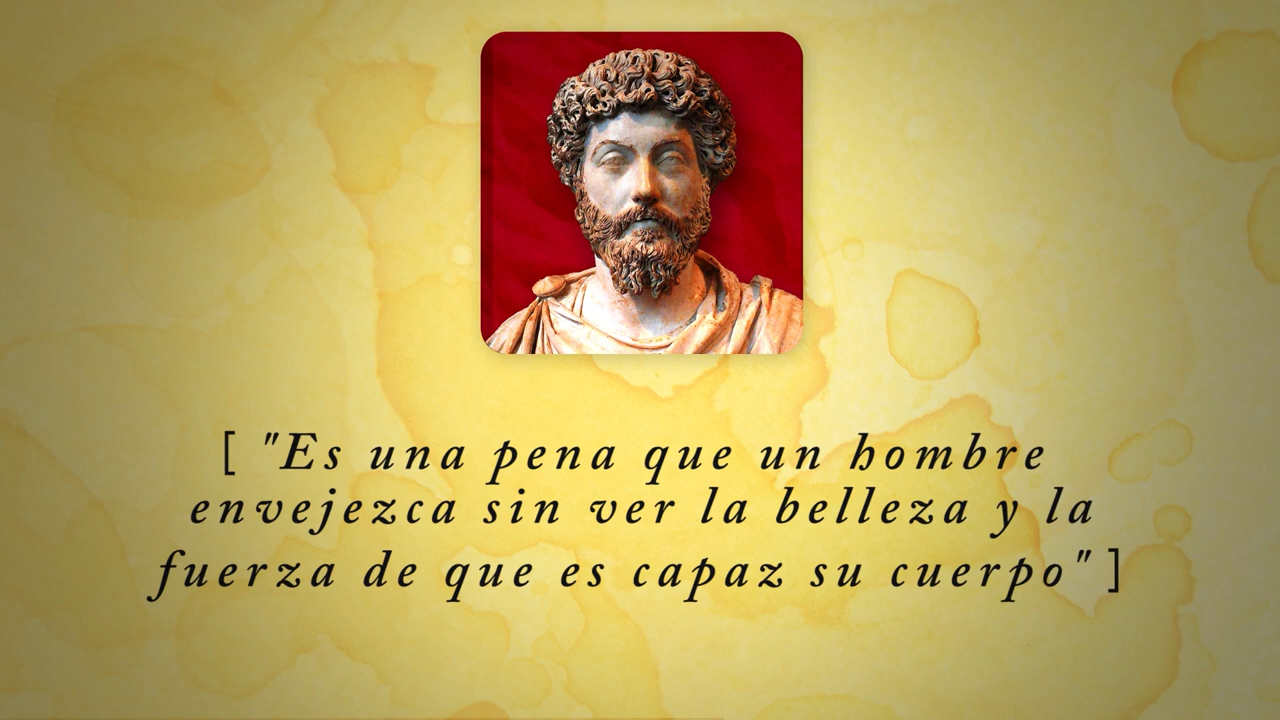 [ "Es una pena que un hombre
envejezca sin ver la belleza y la
fuerza de que es capaz su cuerpo" ]